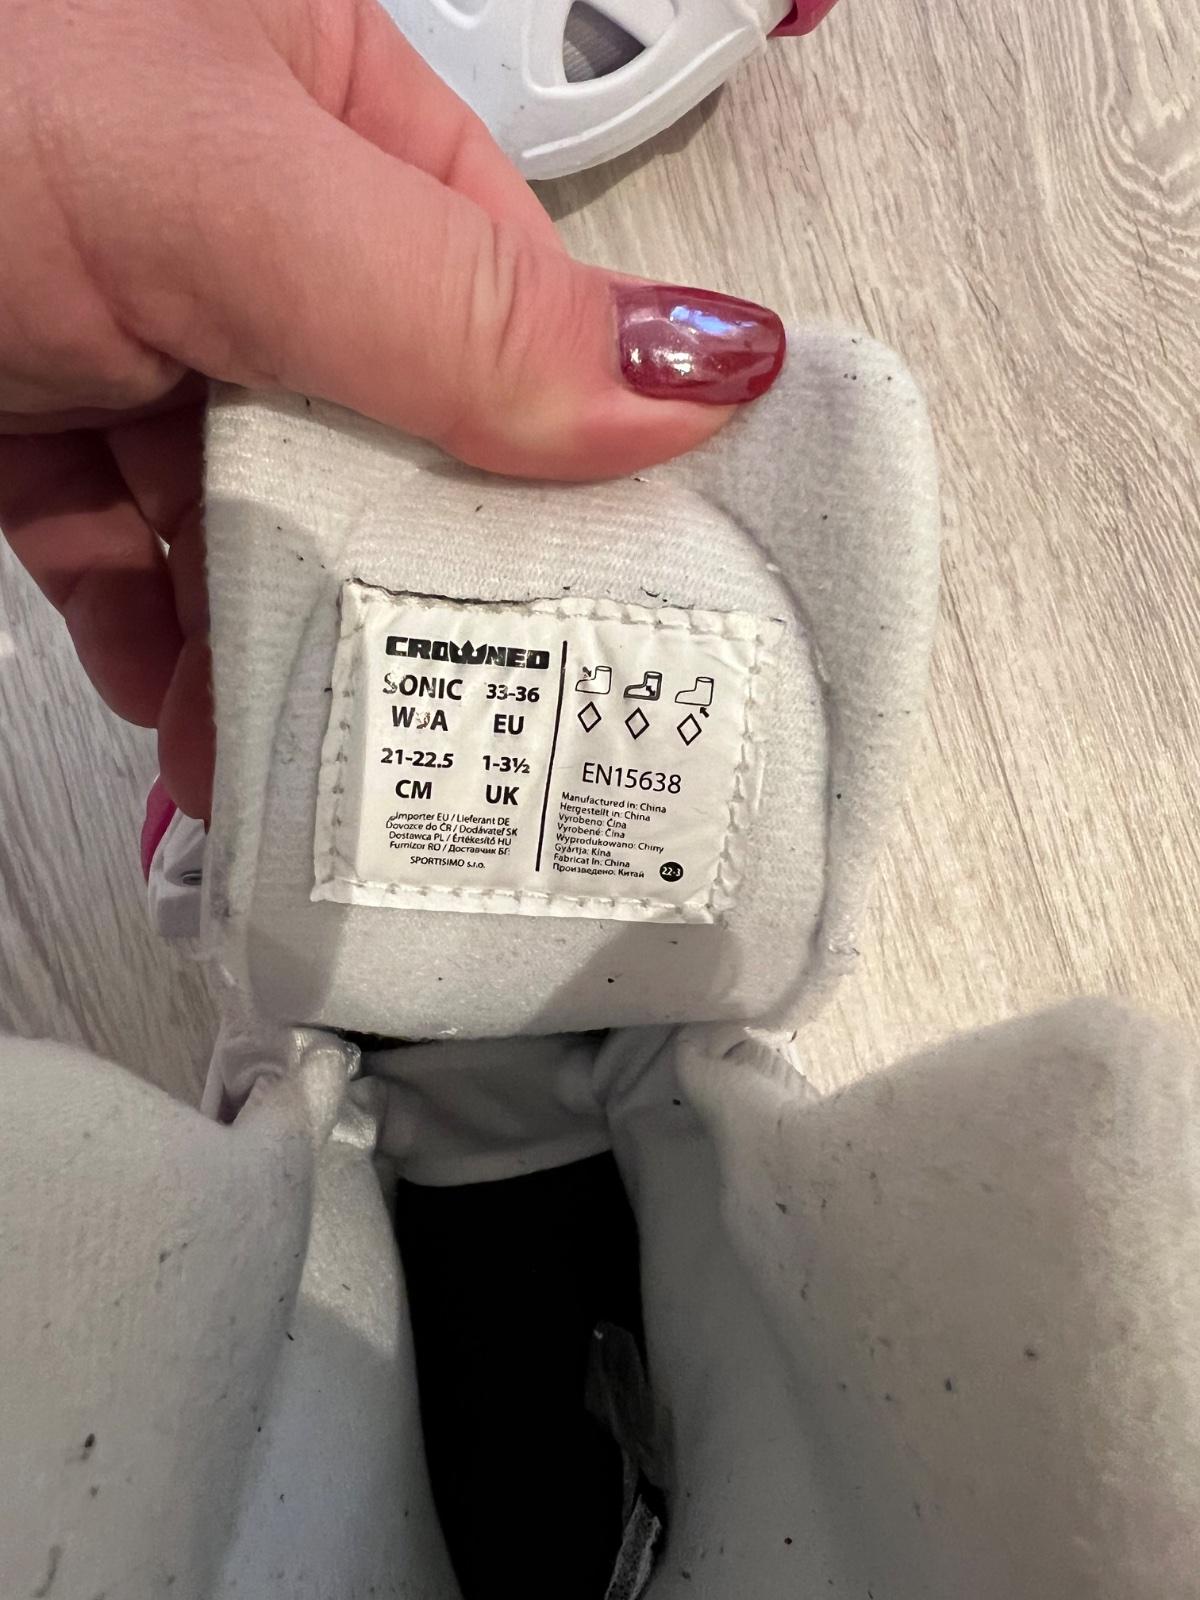 CROWNED
SONIC 33-36
EU
21-22.5 1-3½
CM UK
Importer EU / Lieferant DE
Dovozce do ČR / Dodávateľ SK
Dostawca PL / Értékesítő HU
Furnizor RO / Доставчик БГ:
SPORTISIMO s.r.o.
EN15638
Manufactured in: China
Hergestellt in: China
Vyrobeno: Čína
Vyrobené: Čína
Wyprodukowano: Chiny
Gyártja: Kína
Fabricat în: China
Произведено: Китай
22-3